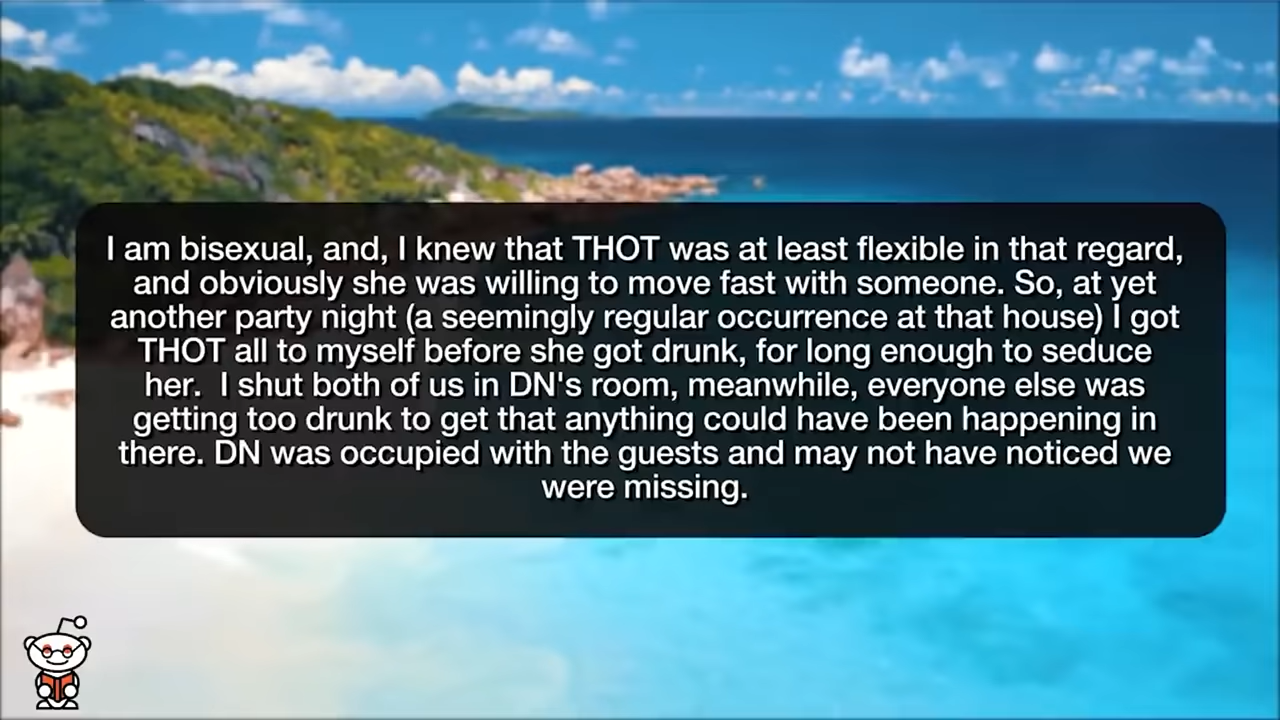 I am bisexual, and, I knew that THOT was at least flexible in that regard,
and obviously she was willing to move fast with someone. So, at yet
another party night (a seemingly regular occurrence at that house) I got
THOT all to myself before she got drunk, for long enough to seduce
her.  I shut both of us in DN's room, meanwhile, everyone else was
getting too drunk to get that anything could have been happening in
there. DN was occupied with the guests and may not have noticed we
were missing.